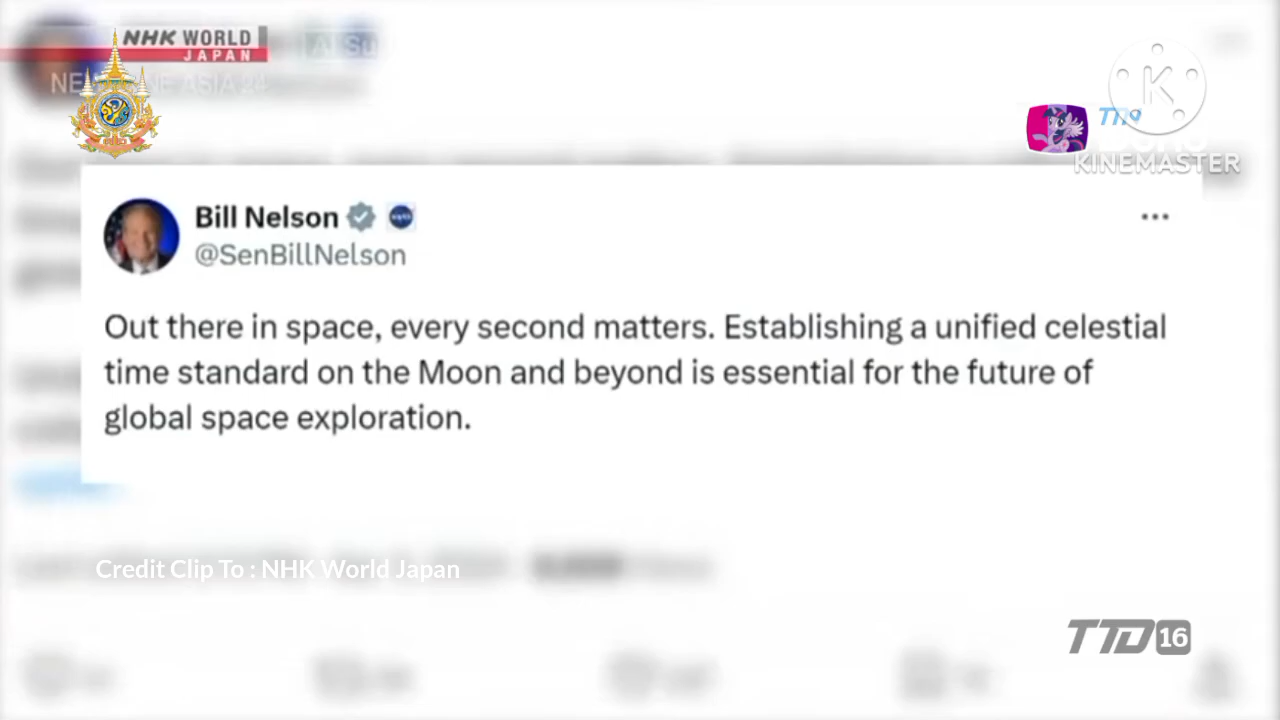 NHK WORLD
JAPAN
TTD
KINEMASTER
Bill Nelson
@SenBillNelson
Out there in space, every second matters. Establishing a unified celestial
time standard on the Moon and beyond is essential for the future of
global space exploration.
Credit Clip To : NHK World Japan
TTD 16